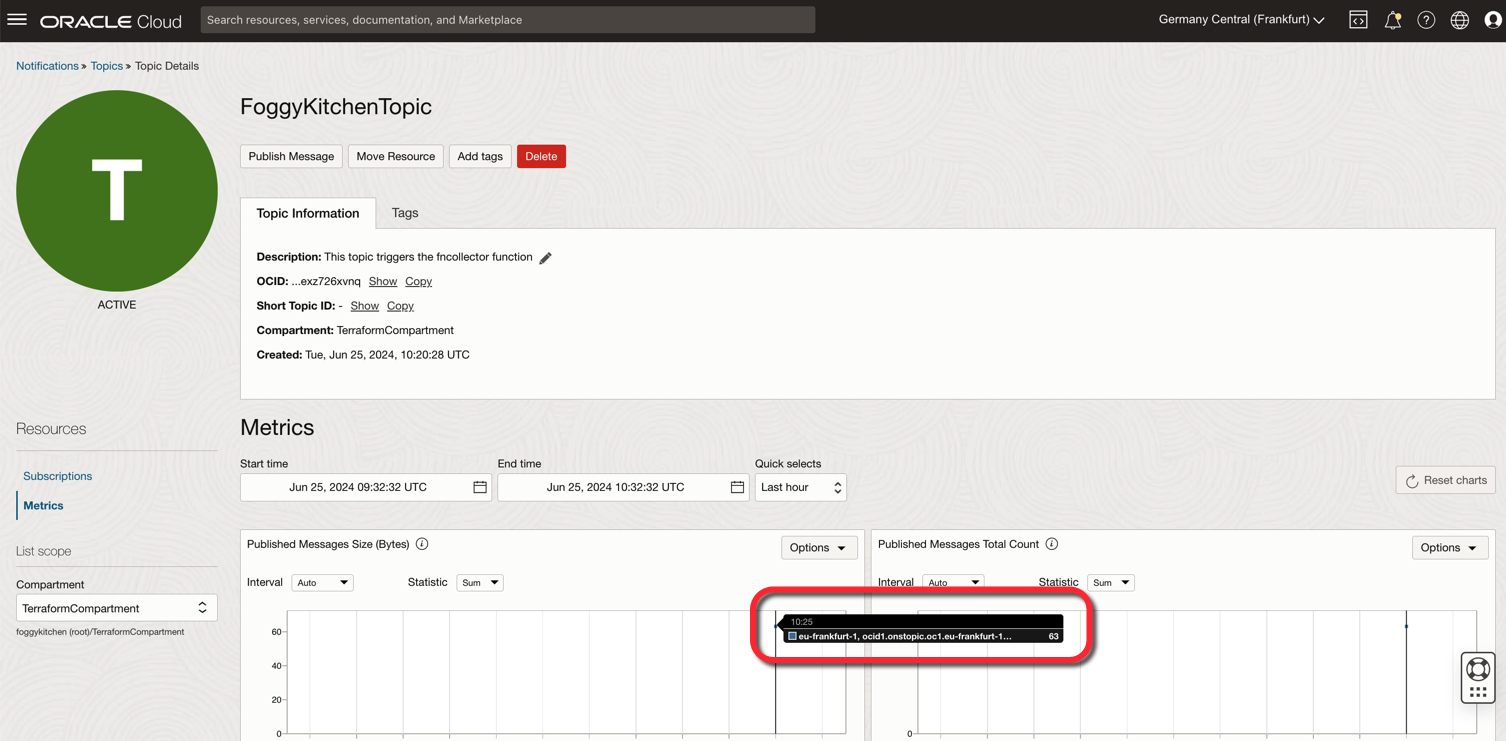 ORACLE Cloud
Search resources, services, documentation, and Marketplace
Germany Central (Frankfurt)
Notifications » Topics » Topic Details
T
ACTIVE
FoggyKitchenTopic
Publish Message Move Resource Add tags Delete
Topic Information Tags
Description: This topic triggers the fncollector function
OCID: ...exz726xvnq Show Copy
Short Topic ID: - Show Copy
Compartment: TerraformCompartment
Created: Tue, Jun 25, 2024, 10:20:28 UTC
Resources
Subscriptions
Metrics
List scope
Compartment
TerraformCompartment
foggykitchen (root)/TerraformCompartment
Metrics
Start time End time Quick selects
Jun 25, 2024 09:32:32 UTC Jun 25, 2024 10:32:32 UTC Last hour Reset charts
Published Messages Size (Bytes) i Options
Interval Auto Statistic Sum
60
40
20
0
10:25
eu-frankfurt-1, ocid1.onstopic.oc1.eu-frankfurt-1... 63
Published Messages Total Count i Options
Interval Auto Statistic Sum
0